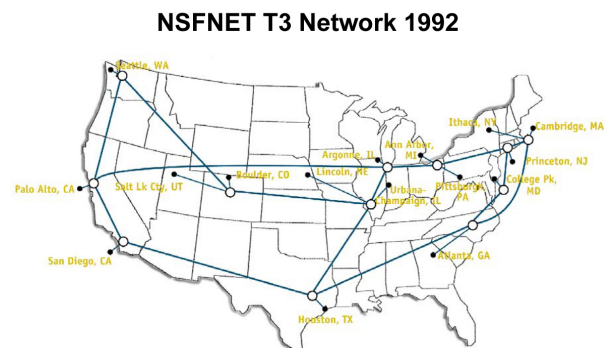 NSFNET T3 Network 1992
Seattle, WA
Ithaca, NY
Cambridge, MA
Ann Arbor,
MI
Argonne, IL
Princeton, NJ
Palo Alto, CA
Salt Lk Cty, UT
Boulder, CO
Lincoln, NE
Urbana-
Champaign, IL
Pittsburgh,
PA
College Pk,
MD
San Diego, CA
Atlanta, GA
Houston, TX